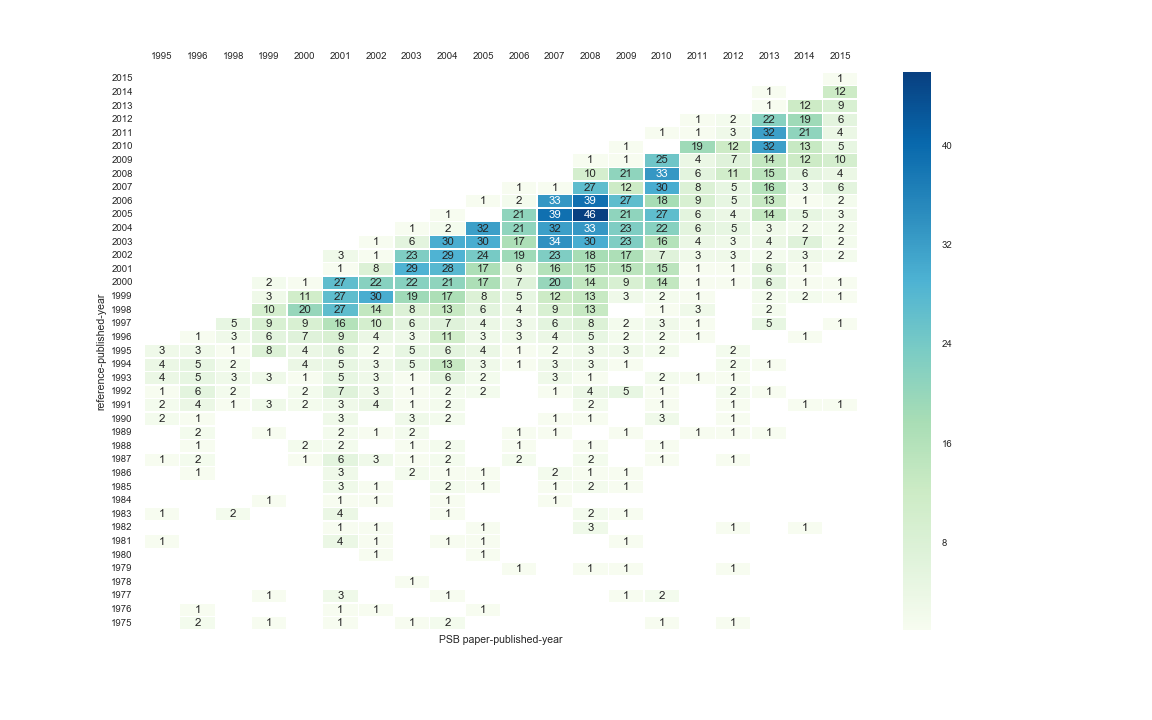 1995 1996 1998 1999 2000 2001 2002 2003 2004 2005 2006 2007 2008 2009 2010 2011 2012 2013 2014 2015
2015 1
2014 1 12
2013 1 12 9
2012 1 2 22 19 6
2011 1 1 3 32 21 4
2010 1 19 12 32 13 5
2009 1 1 25 4 7 14 12 10
2008 10 21 33 6 11 15 6 4
2007 1 1 27 12 30 8 5 16 3 6
2006 1 2 33 39 27 18 9 5 13 1 2
2005 1 21 39 46 21 27 6 4 14 5 3
2004 1 2 32 21 32 33 23 22 6 5 3 2 2
2003 1 6 30 30 17 34 30 23 16 4 3 4 7 2
2002 3 1 23 29 24 19 23 18 17 7 3 3 2 3 2
2001 1 8 29 28 17 6 16 15 15 15 1 1 6 1
2000 2 1 27 22 22 21 17 7 20 14 9 14 1 1 6 1 1
1999 3 11 27 30 19 17 8 5 12 13 3 2 1 2 2 1
1998 10 20 27 14 8 13 6 4 9 13 1 3 2
1997 5 9 9 16 10 6 7 4 3 6 8 2 3 1 5 1
1996 1 3 6 7 9 4 3 11 3 3 4 5 2 2 1 1
1995 3 3 1 8 4 6 2 5 6 4 1 2 3 3 2 2
1994 4 5 2 4 5 3 5 13 3 1 3 3 1 2 1
1993 4 5 3 3 1 5 3 1 6 2 3 1 2 1 1
1992 1 6 2 2 7 3 1 2 2 1 4 5 1 2 1
1991 2 4 1 3 2 3 4 1 2 2 1 1 1 1
1990 2 1 3 3 2 1 1 3 1
1989 2 1 2 1 2 1 1 1 1 1 1
1988 1 2 2 1 2 1 1 1
1987 1 2 1 6 3 1 2 2 2 1 1
1986 1 3 2 1 1 2 1 1
1985 3 1 2 1 1 2 1
1984 1 1 1 1 1
1983 1 2 4 1 2 1
1982 1 1 1 3 1 1
1981 1 4 1 1 1 1
1980 1 1
1979 1 1 1 1
1978 1
1977 1 3 1 1 2
1976 1 1 1 1
1975 2 1 1 1 2 1 1
reference-published-year
PSB paper-published-year
40
32
24
16
8